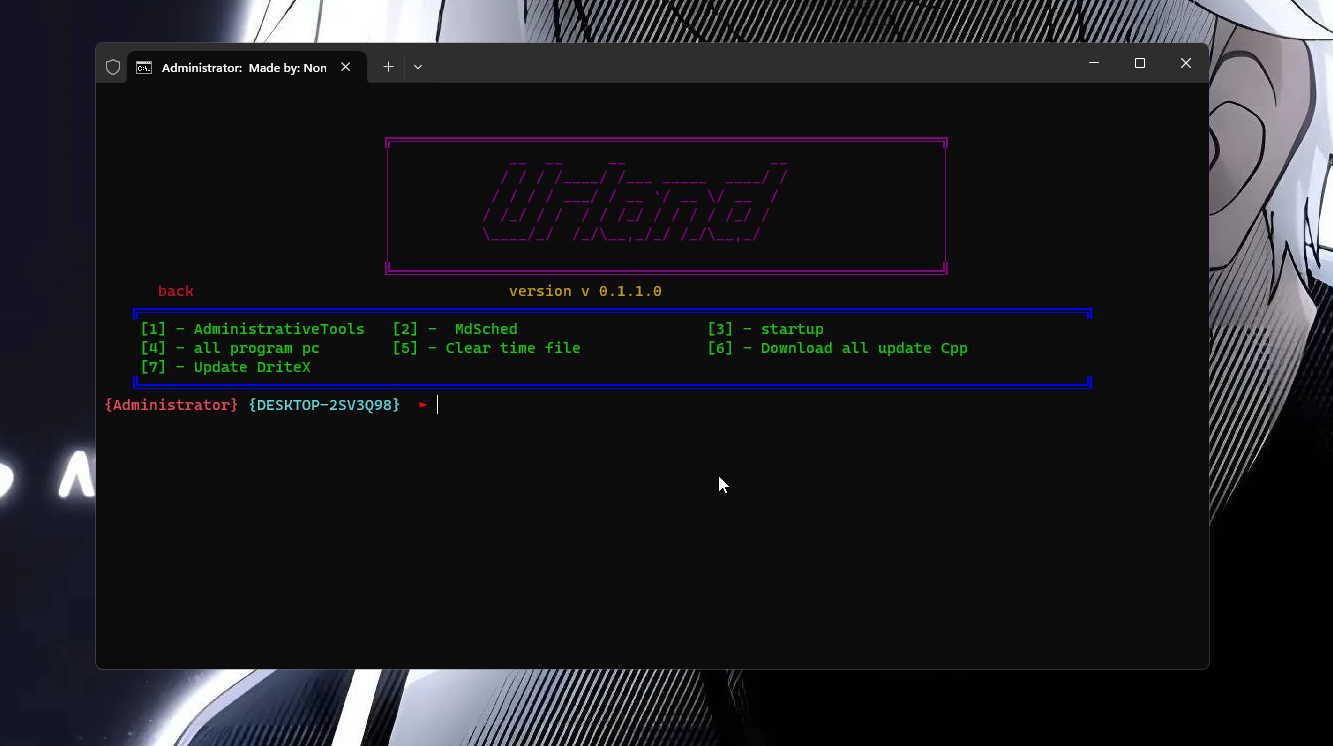 Administrator:  Made by: Non
Urland
back version v 0.1.1.0
[1] - AdministrativeTools [2] -  MdSched [3] - startup
[4] - all program pc [5] - Clear time file [6] - Download all update Cpp
[7] - Update DriteX
{Administrator} {DESKTOP-2SV3Q98} ►